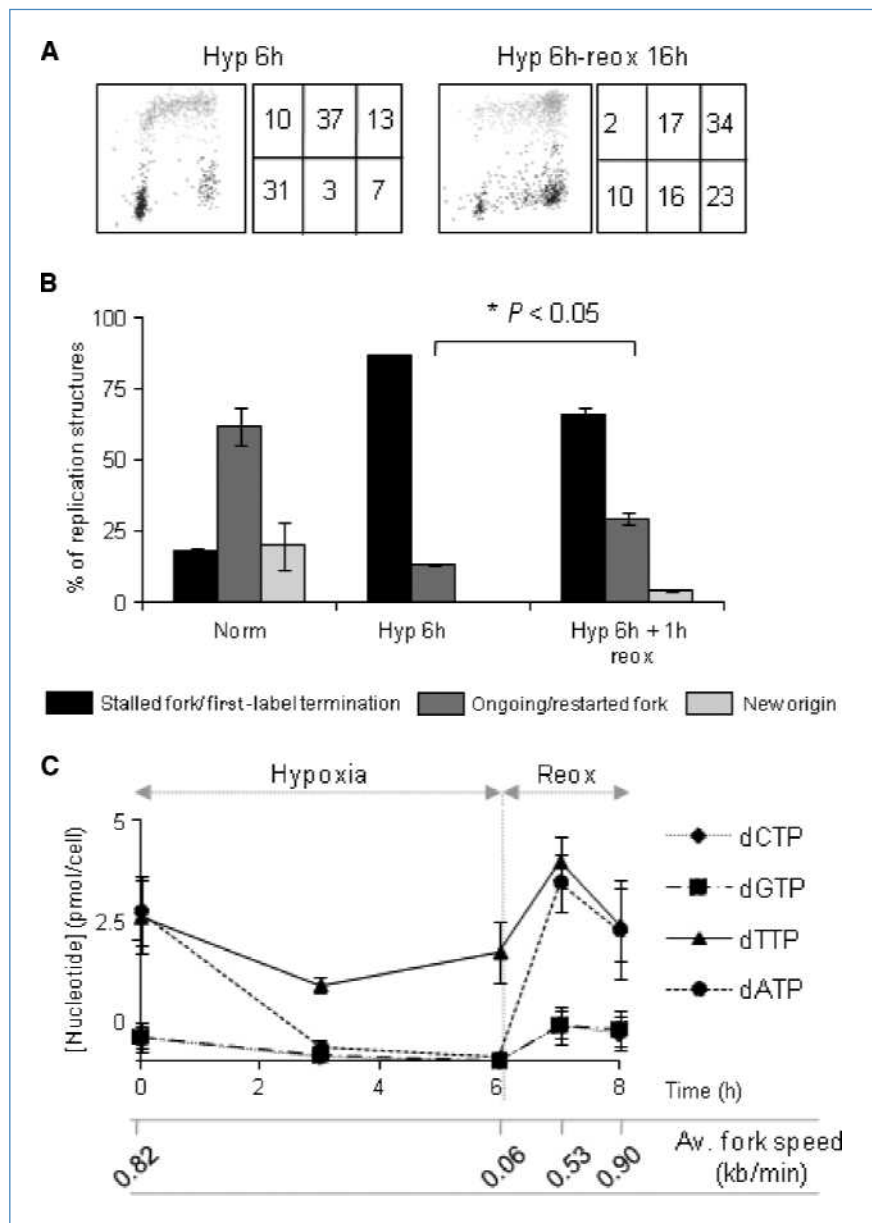 A
Hyp 6h
Hyp 6h-reox 16h
10 37 13
31 3 7
2 17 34
10 16 23
B
% of replication structures
100
75
50
25
0
* P < 0.05
Norm
Hyp 6h
Hyp 6h + 1h
reox
Stalled fork/first-label termination
Ongoing/restarted fork
New origin
C
Hypoxia
Reox
[Nucleotide] (pmol/cell)
5
2.5
0
dCTP
dGTP
dTTP
dATP
0 2 4 6 8
Time (h)
0.82 0.06 0.53 0.90
Av. fork speed
(kb/min)